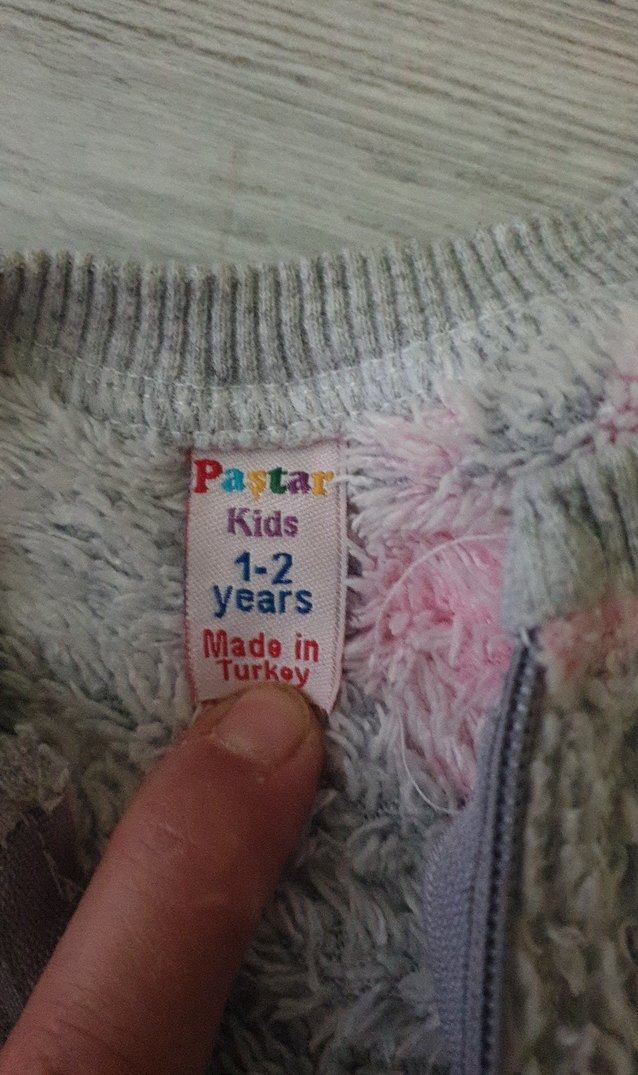 Paştar
Kids
1-2
years
Made in
Turkey